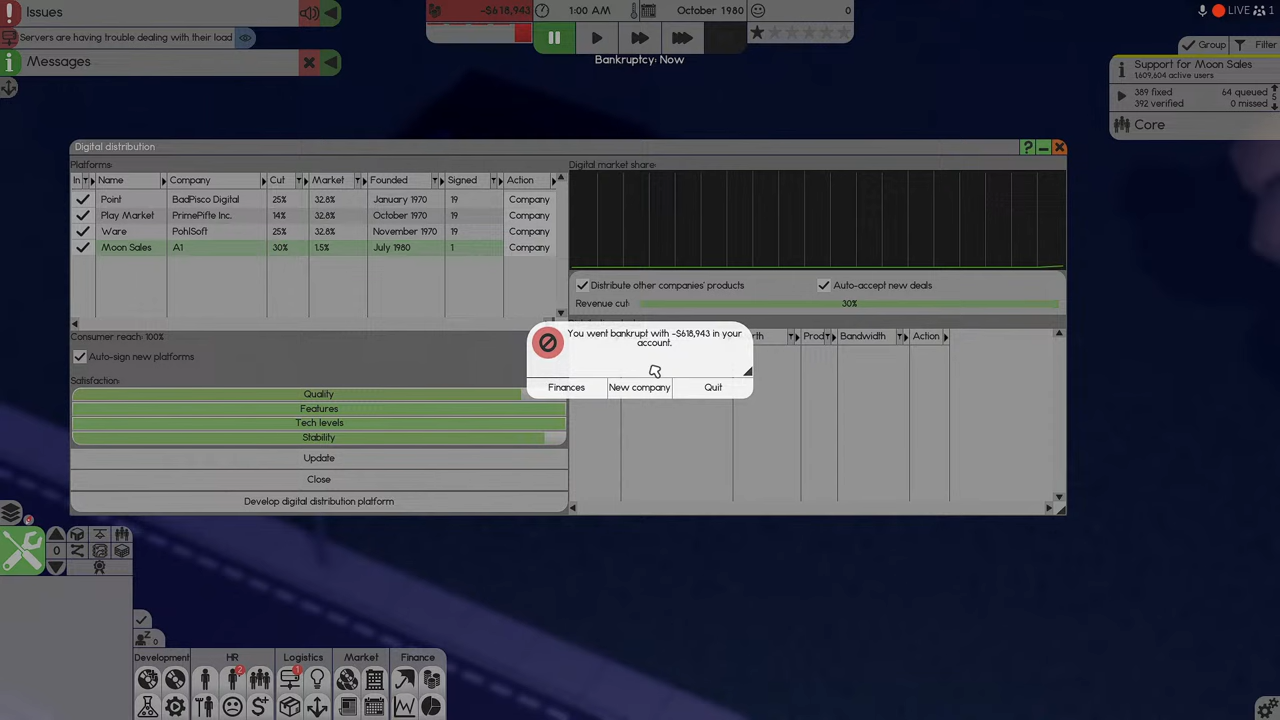 Issues
Servers are having trouble dealing with their load
Messages
-$618,943
1:00 AM
October 1980
0
Bankruptcy: Now
LIVE 1
Group
Filter
Support for Moon Sales
1,609,604 active users
389 fixed 64 queued
392 verified 0 missed
Core
Digital distribution
Platforms:
In Name Company Cut Market Founded Signed Action
Point BadPisco Digital 25% 32.8% January 1970 19 Company
Play Market PrimePifte Inc. 14% 32.8% October 1970 19 Company
Ware PohlSoft 25% 32.8% November 1970 19 Company
Moon Sales A1 30% 1.5% July 1980 1 Company
Consumer reach: 100%
Auto-sign new platforms
Satisfaction:
Quality
Features
Tech levels
Stability
Update
Close
Develop digital distribution platform
Digital market share:
Distribute other companies' products
Auto-accept new deals
Revenue cut:
30%
Bandwidth
Action
You went bankrupt with -$618,943 in your
account.
Finances
New company
Quit
0
0
Development
HR
Logistics
Market
Finance
2
1